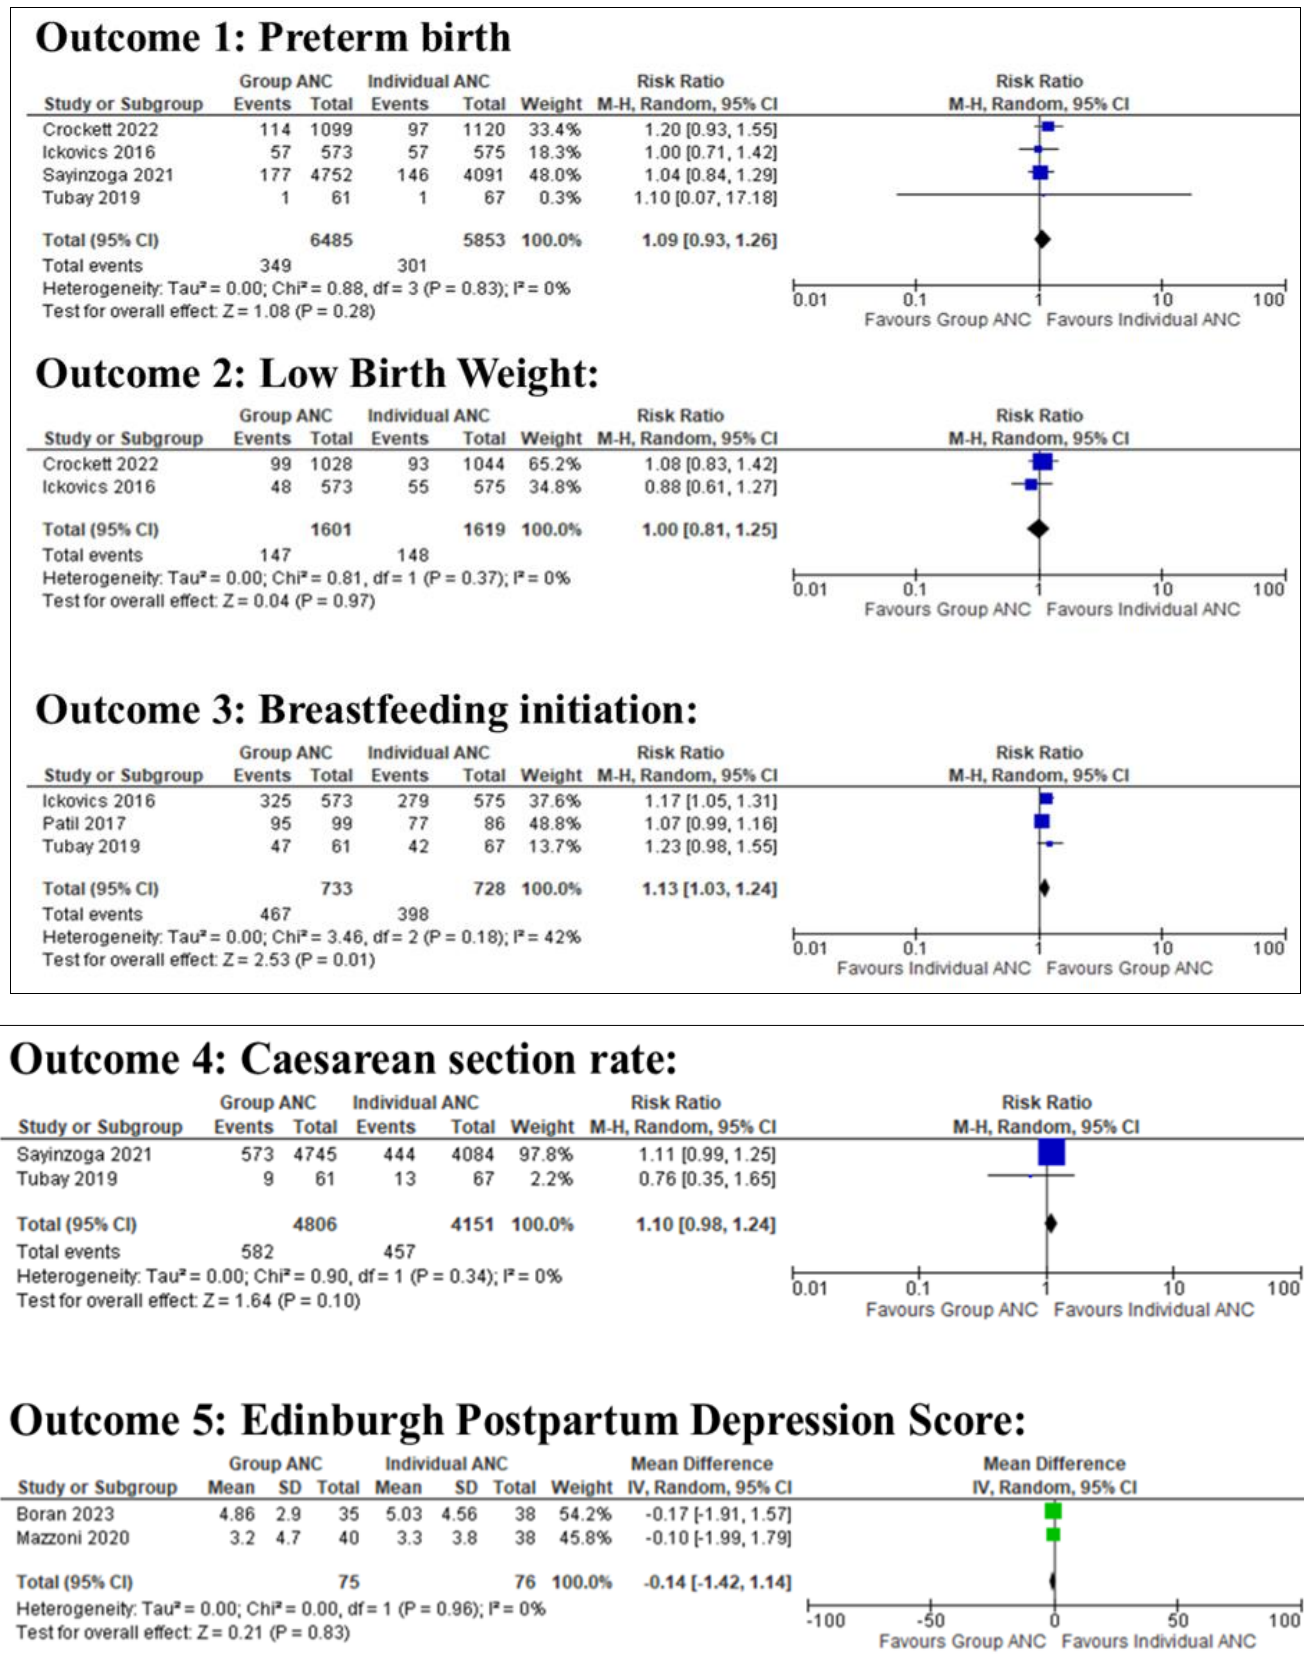 Outcome 1: Preterm birth
Group ANC Individual ANC Risk Ratio Risk Ratio
Study or Subgroup Events Total Events Total Weight M-H, Random, 95% CI M-H, Random, 95% CI
Crockett 2022 114 1099 97 1120 33.4% 1.20 [0.93, 1.55]
Ickovics 2016 57 573 57 575 18.3% 1.00 [0.71, 1.42]
Sayinzoga 2021 177 4752 146 4091 48.0% 1.04 [0.84, 1.29]
Tubay 2019 1 61 1 67 0.3% 1.10 [0.07, 17.18]
Total (95% CI) 6485 5853 100.0% 1.09 [0.93, 1.26]
Total events 349 301
Heterogeneity: Tau² = 0.00; Chi² = 0.88, df = 3 (P = 0.83); I² = 0%
Test for overall effect: Z = 1.08 (P = 0.28)
0.01 0.1 1 10 100
Favours Group ANC Favours Individual ANC
Outcome 2: Low Birth Weight:
Group ANC Individual ANC Risk Ratio Risk Ratio
Study or Subgroup Events Total Events Total Weight M-H, Random, 95% CI M-H, Random, 95% CI
Crockett 2022 99 1028 93 1044 65.2% 1.08 [0.83, 1.42]
Ickovics 2016 48 573 55 575 34.8% 0.88 [0.61, 1.27]
Total (95% CI) 1601 1619 100.0% 1.00 [0.81, 1.25]
Total events 147 148
Heterogeneity: Tau² = 0.00; Chi² = 0.81, df = 1 (P = 0.37); I² = 0%
Test for overall effect: Z = 0.04 (P = 0.97)
0.01 0.1 1 10 100
Favours Group ANC Favours Individual ANC
Outcome 3: Breastfeeding initiation:
Group ANC Individual ANC Risk Ratio Risk Ratio
Study or Subgroup Events Total Events Total Weight M-H, Random, 95% CI M-H, Random, 95% CI
Ickovics 2016 325 573 279 575 37.6% 1.17 [1.05, 1.31]
Patil 2017 95 99 77 86 48.8% 1.07 [0.99, 1.16]
Tubay 2019 47 61 42 67 13.7% 1.23 [0.98, 1.55]
Total (95% CI) 733 728 100.0% 1.13 [1.03, 1.24]
Total events 467 398
Heterogeneity: Tau² = 0.00; Chi² = 3.46, df = 2 (P = 0.18); I² = 42%
Test for overall effect: Z = 2.53 (P = 0.01)
0.01 0.1 1 10 100
Favours Individual ANC Favours Group ANC
Outcome 4: Caesarean section rate:
Group ANC Individual ANC Risk Ratio Risk Ratio
Study or Subgroup Events Total Events Total Weight M-H, Random, 95% CI M-H, Random, 95% CI
Sayinzoga 2021 573 4745 444 4084 97.8% 1.11 [0.99, 1.25]
Tubay 2019 9 61 13 67 2.2% 0.76 [0.35, 1.65]
Total (95% CI) 4806 4151 100.0% 1.10 [0.98, 1.24]
Total events 582 457
Heterogeneity: Tau² = 0.00; Chi² = 0.90, df = 1 (P = 0.34); I² = 0%
Test for overall effect: Z = 1.64 (P = 0.10)
0.01 0.1 1 10 100
Favours Group ANC Favours Individual ANC
Outcome 5: Edinburgh Postpartum Depression Score:
Group ANC Individual ANC Mean Difference Mean Difference
Study or Subgroup Mean SD Total Mean SD Total Weight IV, Random, 95% CI IV, Random, 95% CI
Boran 2023 4.86 2.9 35 5.03 4.56 38 54.2% -0.17 [-1.91, 1.57]
Mazzoni 2020 3.2 4.7 40 3.3 3.8 38 45.8% -0.10 [-1.99, 1.79]
Total (95% CI) 75 76 100.0% -0.14 [-1.42, 1.14]
Heterogeneity: Tau² = 0.00; Chi² = 0.00, df = 1 (P = 0.96); I² = 0%
Test for overall effect: Z = 0.21 (P = 0.83)
-100 -50 0 50 100
Favours Group ANC Favours Individual ANC